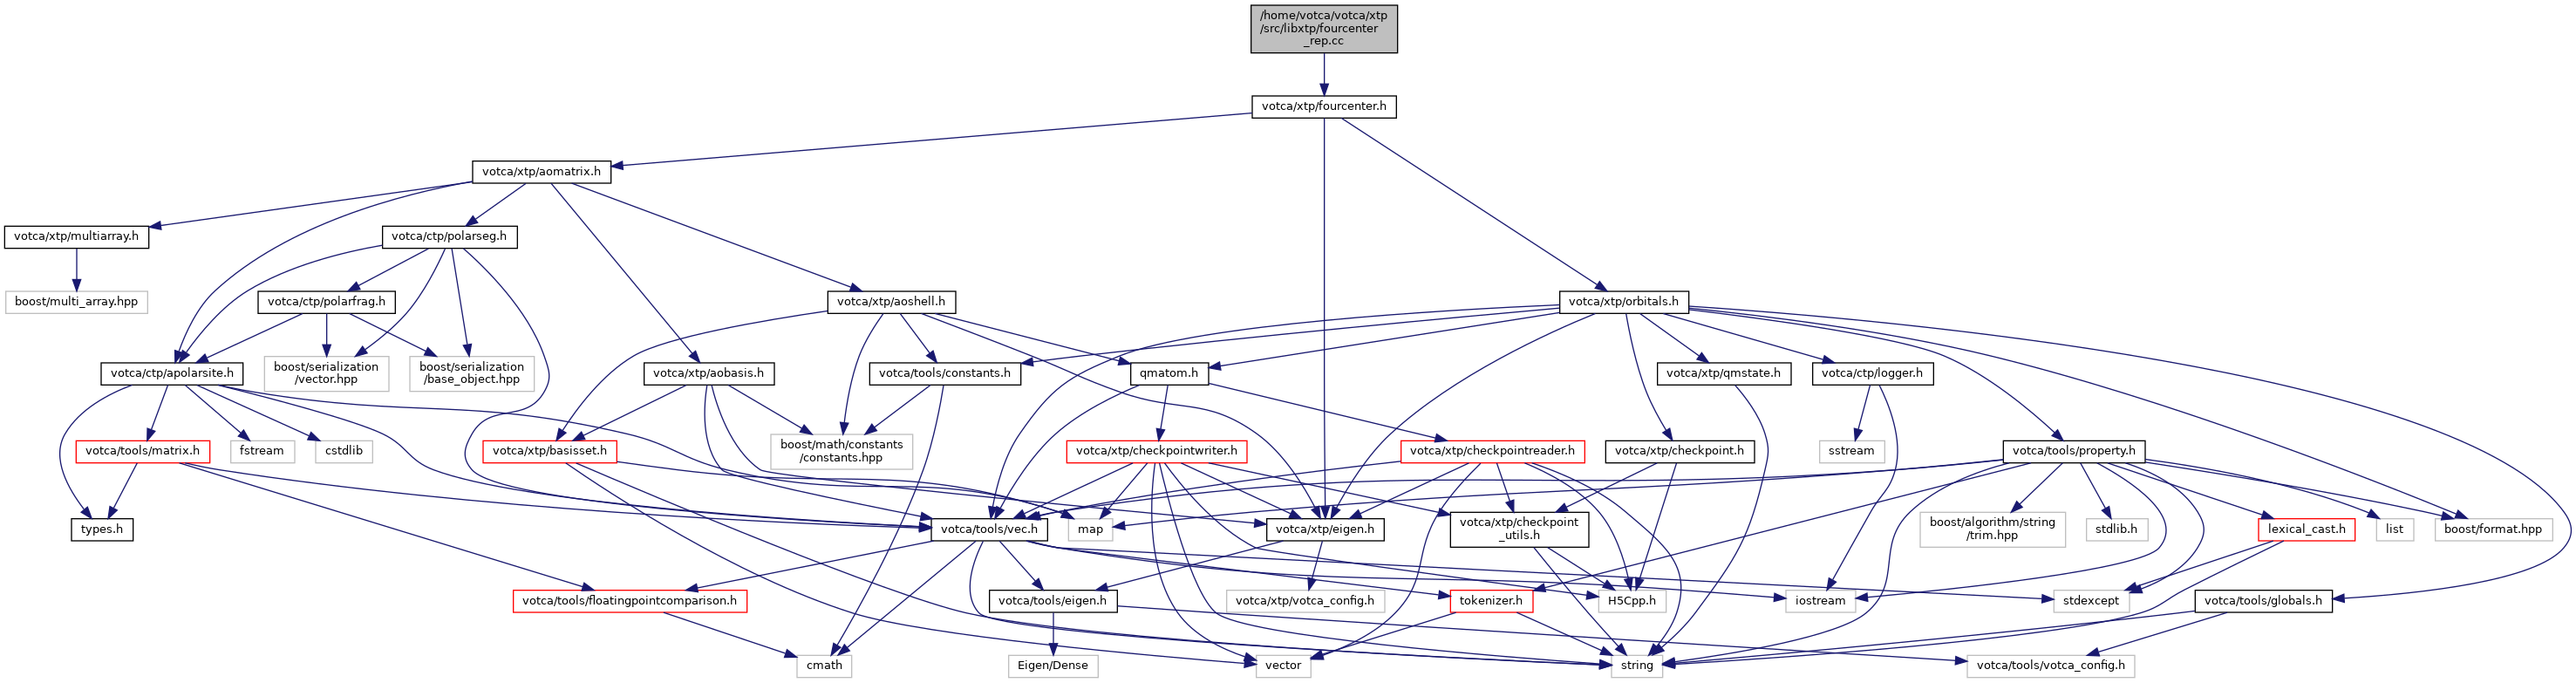 /home/votca/votca/xtp
/src/libxtp/fourcenter
_rep.cc
votca/xtp/fourcenter.h
votca/xtp/aomatrix.h
votca/xtp/multiarray.h
votca/ctp/polarseg.h
boost/multi_array.hpp
votca/ctp/polarfrag.h
votca/xtp/aoshell.h
votca/xtp/orbitals.h
votca/ctp/apolarsite.h
boost/serialization
/vector.hpp
boost/serialization
/base_object.hpp
votca/xtp/aobasis.h
votca/tools/constants.h
qmatom.h
votca/xtp/qmstate.h
votca/ctp/logger.h
votca/tools/matrix.h
fstream
cstdlib
votca/xtp/basisset.h
boost/math/constants
/constants.hpp
votca/xtp/checkpointwriter.h
votca/xtp/checkpointreader.h
votca/xtp/checkpoint.h
sstream
votca/tools/property.h
types.h
votca/tools/vec.h
map
votca/xtp/eigen.h
votca/xtp/checkpoint
_utils.h
boost/algorithm/string
/trim.hpp
stdlib.h
lexical_cast.h
list
boost/format.hpp
votca/tools/floatingpointcomparison.h
votca/tools/eigen.h
votca/xtp/votca_config.h
tokenizer.h
H5Cpp.h
iostream
stdexcept
votca/tools/globals.h
cmath
Eigen/Dense
vector
string
votca/tools/votca_config.h